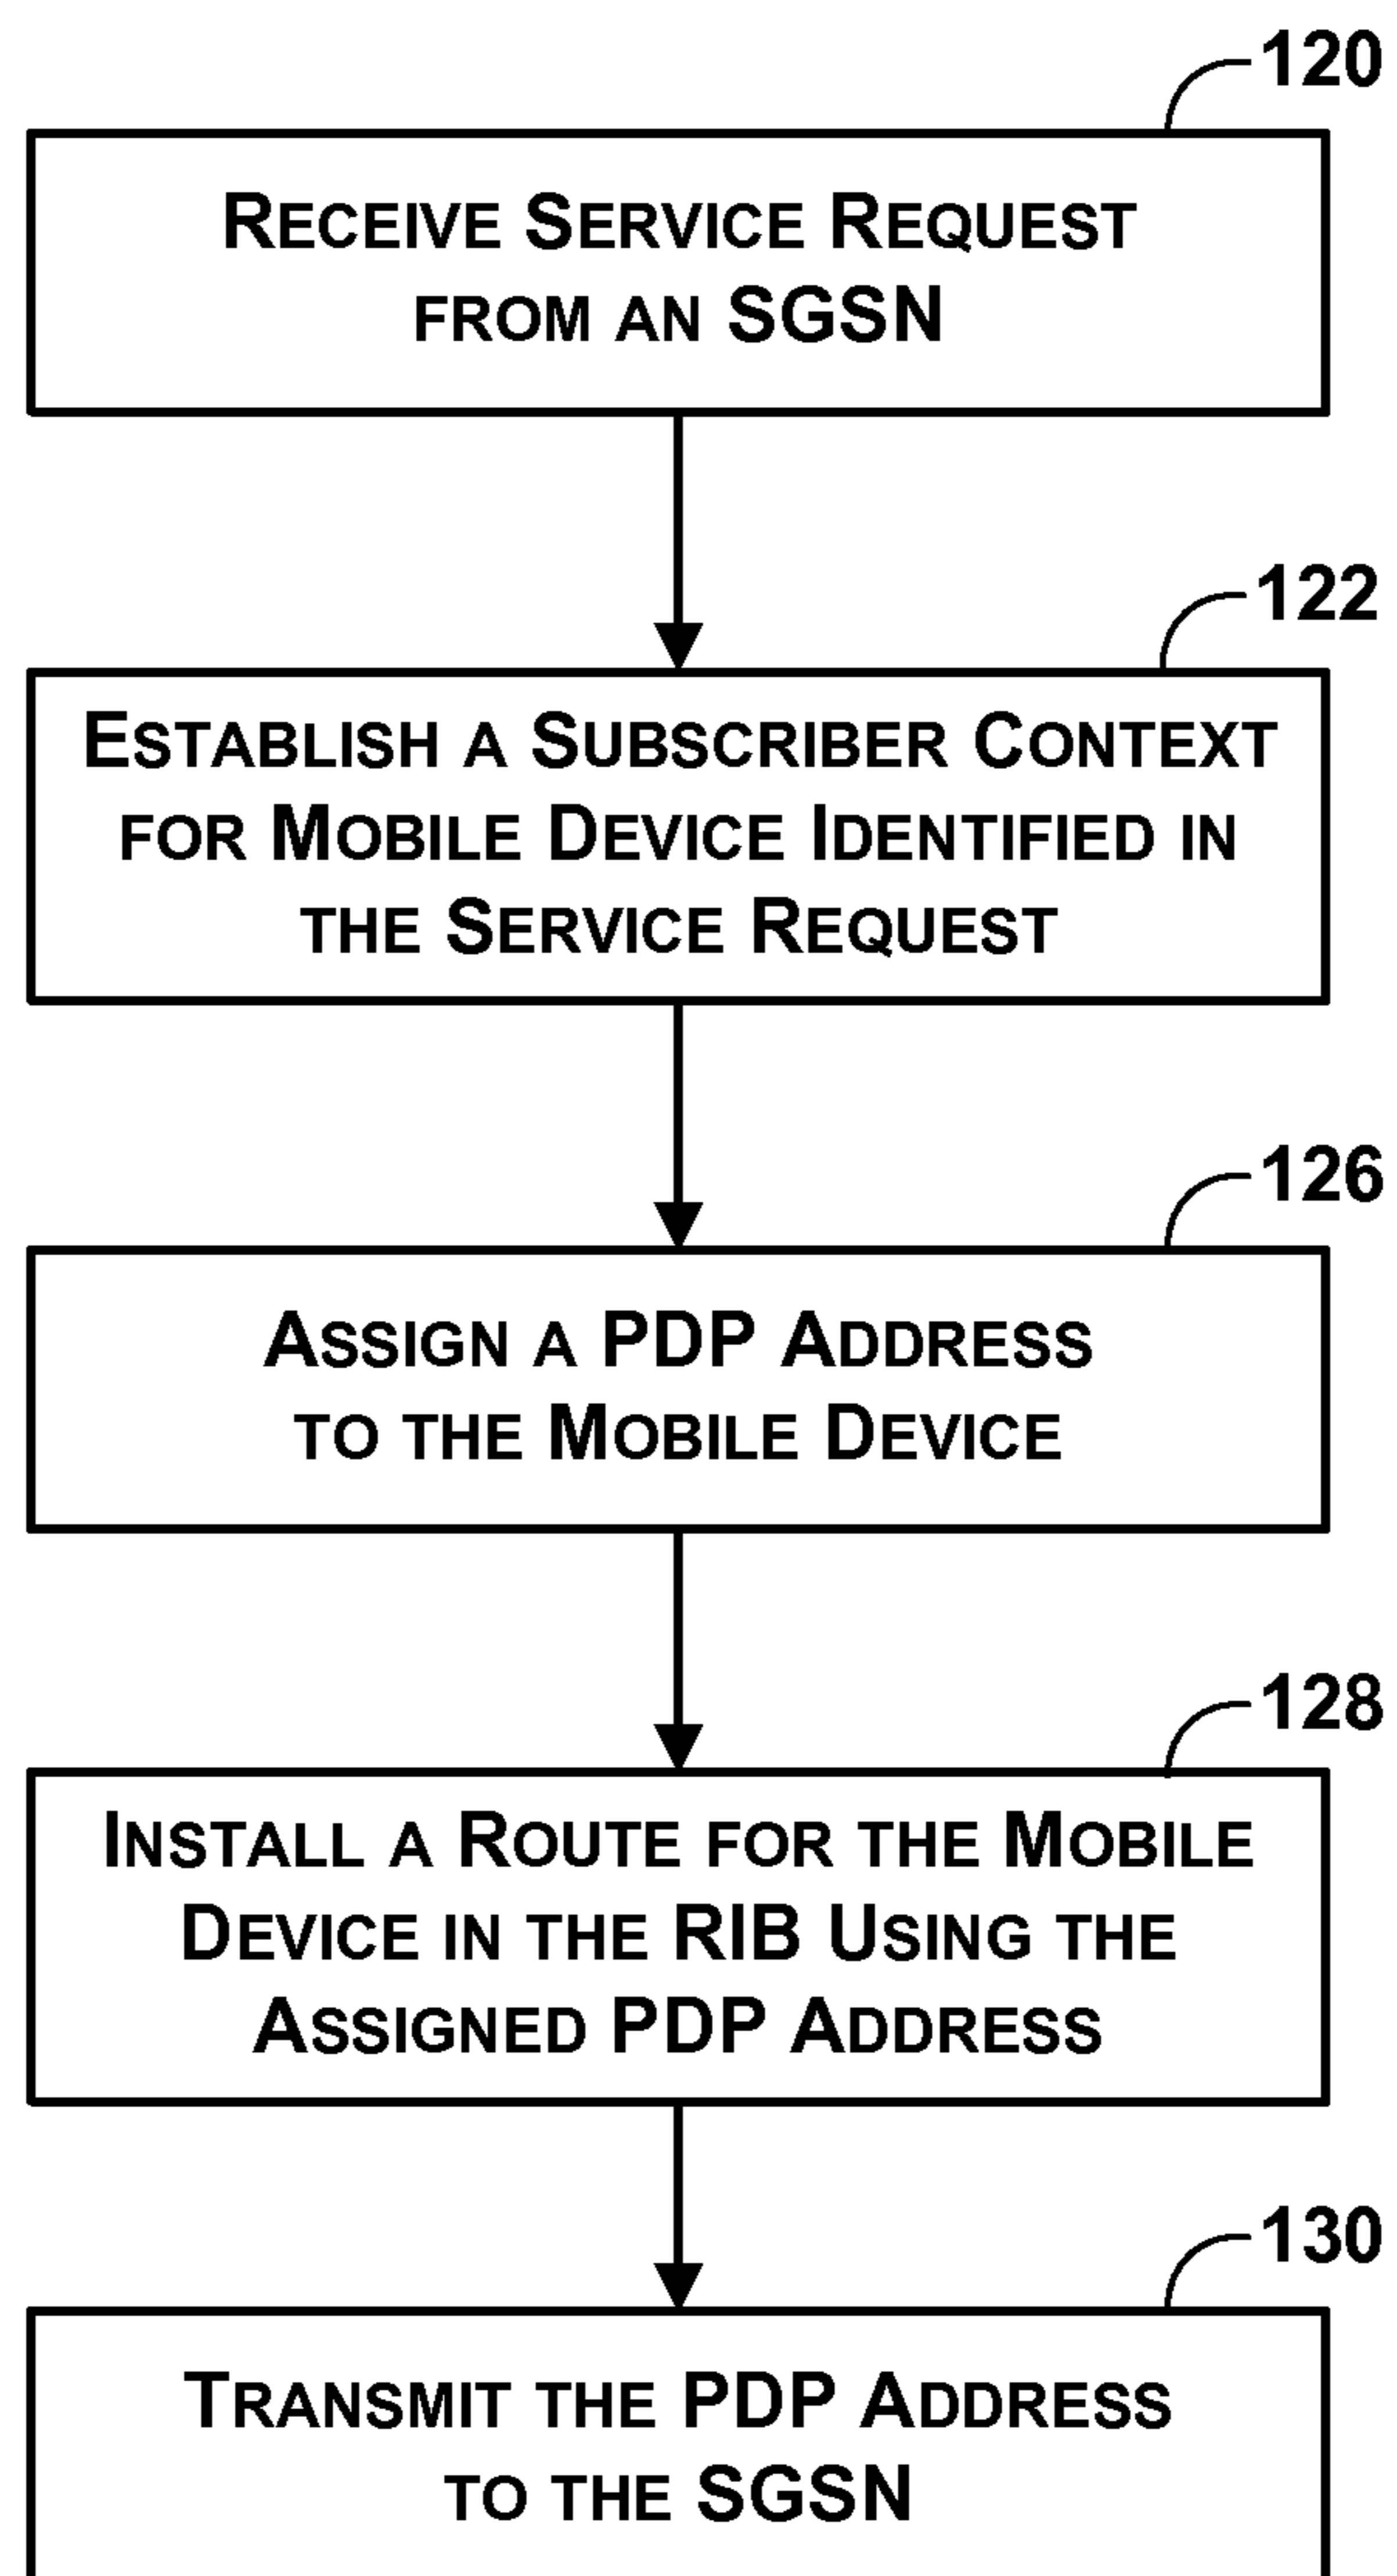 120
RECEIVE SERVICE REQUEST
FROM AN SGSN
122
ESTABLISH A SUBSCRIBER CONTEXT
FOR MOBILE DEVICE IDENTIFIED IN
THE SERVICE REQUEST
126
ASSIGN A PDP ADDRESS
TO THE MOBILE DEVICE
128
INSTALL A ROUTE FOR THE MOBILE
DEVICE IN THE RIB USING THE
ASSIGNED PDP ADDRESS
130
TRANSMIT THE PDP ADDRESS
TO THE SGSN